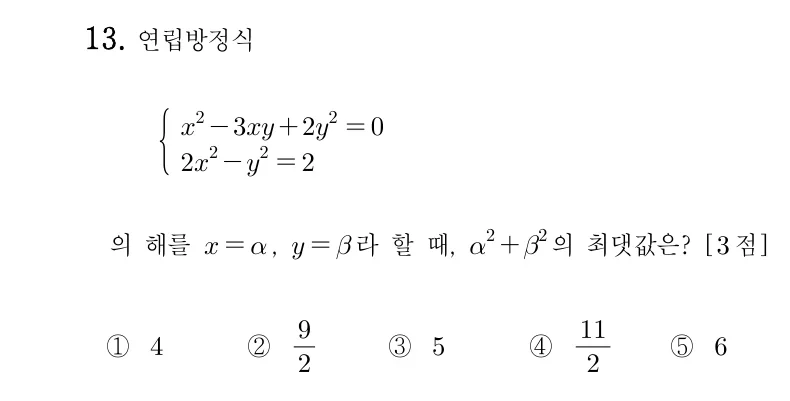 13. 연립방정식
x² − 3xy + 2y² = 0
2x² − y² = 2
의 해를 x = α, y = β라 할 때, α² + β²의 최댓값은? [3점]
① 4 ② 9/2 ③ 5 ④ 11/2 ⑤ 6